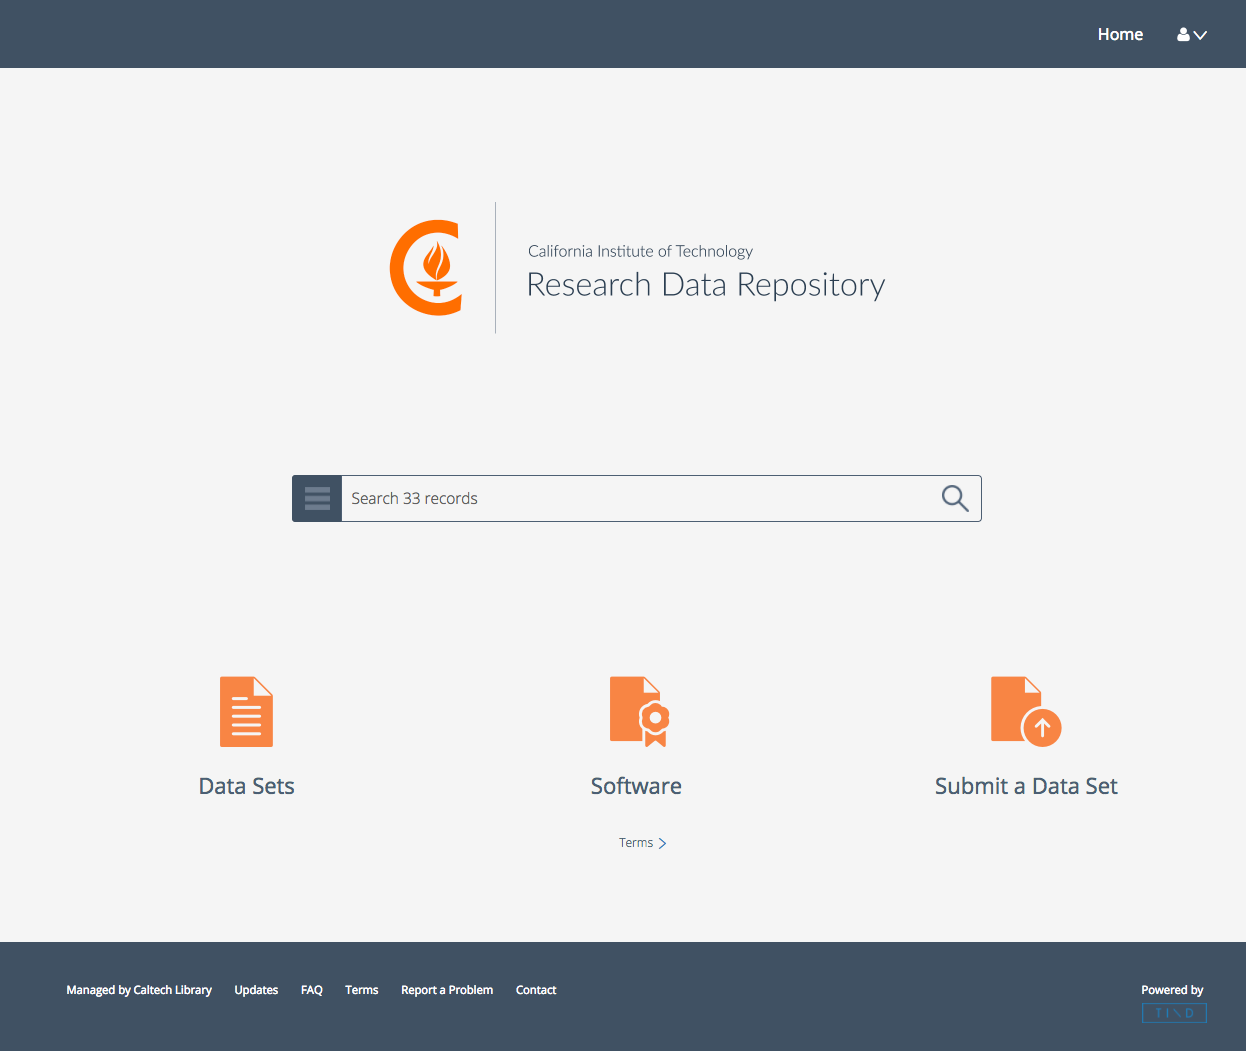 Home
California Institute of Technology
Research Data Repository
Search 33 records
Data Sets
Software
Submit a Data Set
Terms
Managed by Caltech Library Updates FAQ Terms Report a Problem Contact
Powered by
TIND